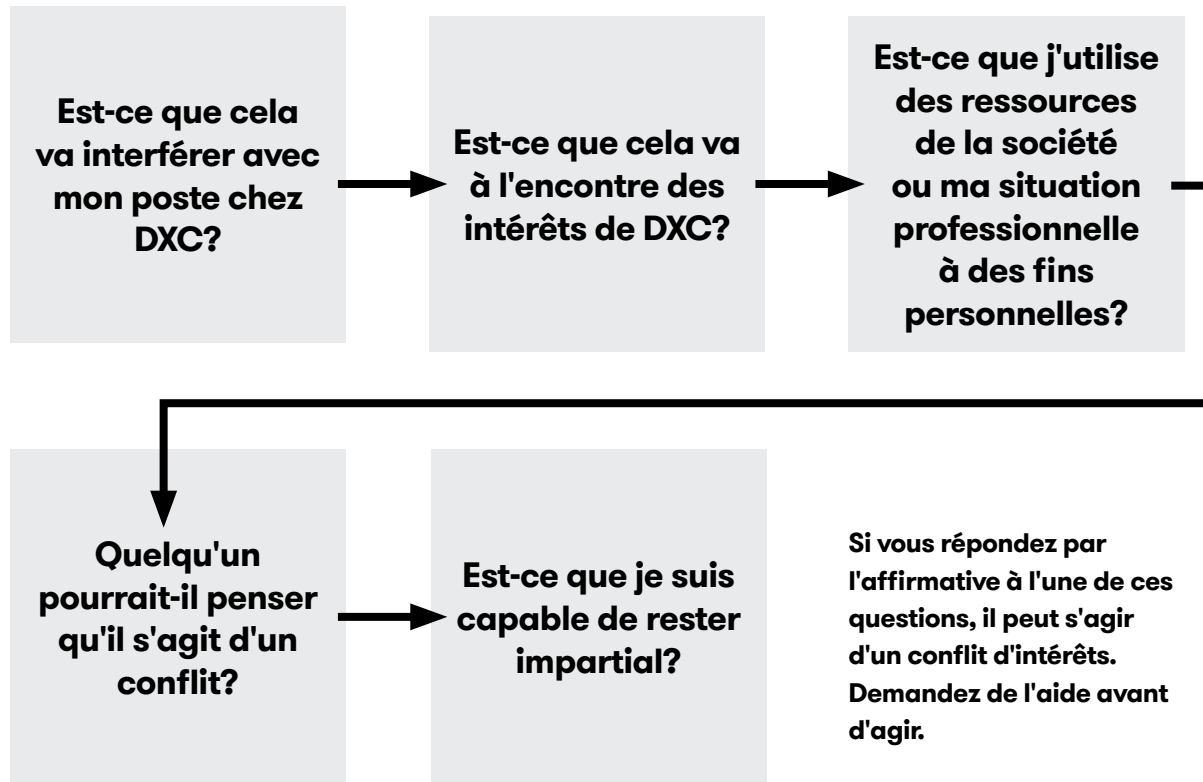 Est-ce que cela
va interférer avec
mon poste chez
DXC?
Est-ce que cela va
à l'encontre des
intérêts de DXC?
Est-ce que j'utilise
des ressources
de la société
ou ma situation
professionnelle
à des fins
personnelles?
Quelqu'un
pourrait-il penser
qu'il s'agit d'un
conflit?
Est-ce que je suis
capable de rester
impartial?
Si vous répondez par
l'affirmative à l'une de ces
questions, il peut s'agir
d'un conflit d'intérêts.
Demandez de l'aide avant
d'agir.